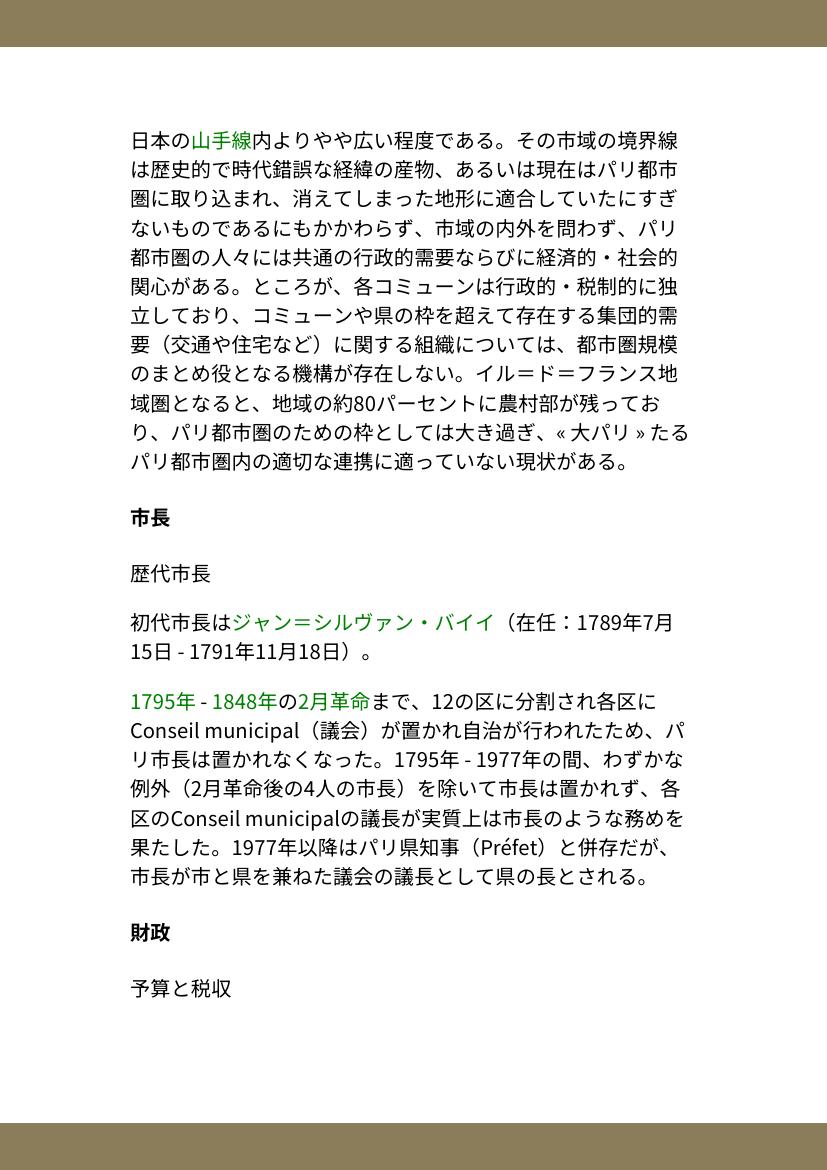 日本の山手線内よりやや広い程度である。その市域の境界線
は歴史的で時代錯誤な経緯の産物、あるいは現在はパリ都市
圏に取り込まれ、消えてしまった地形に適合していたにすぎ
ないものであるにもかかわらず、市域の内外を問わず、パリ
都市圏の人々には共通の行政的需要ならびに経済的・社会的
関心がある。ところが、各コミューンは行政的・税制的に独
立しており、コミューンや県の枠を超えて存在する集団的需
要（交通や住宅など）に関する組織については、都市圏規模
のまとめ役となる機構が存在しない。イル＝ド＝フランス地
域圏となると、地域の約80パーセントに農村部が残ってお
り、パリ都市圏のための枠としては大き過ぎ、« 大パリ » たる
パリ都市圏内の適切な連携に適っていない現状がある。
市長
歴代市長
初代市長はジャン＝シルヴァン・バイイ（在任：1789年7月
15日 - 1791年11月18日）。
1795年 - 1848年の2月革命まで、12の区に分割され各区に
Conseil municipal（議会）が置かれ自治が行われたため、パ
リ市長は置かれなくなった。1795年 - 1977年の間、わずかな
例外（2月革命後の4人の市長）を除いて市長は置かれず、各
区のConseil municipalの議長が実質上は市長のような務めを
果たした。1977年以降はパリ県知事（Préfet）と併存だが、
市長が市と県を兼ねた議会の議長として県の長とされる。
財政
予算と税収